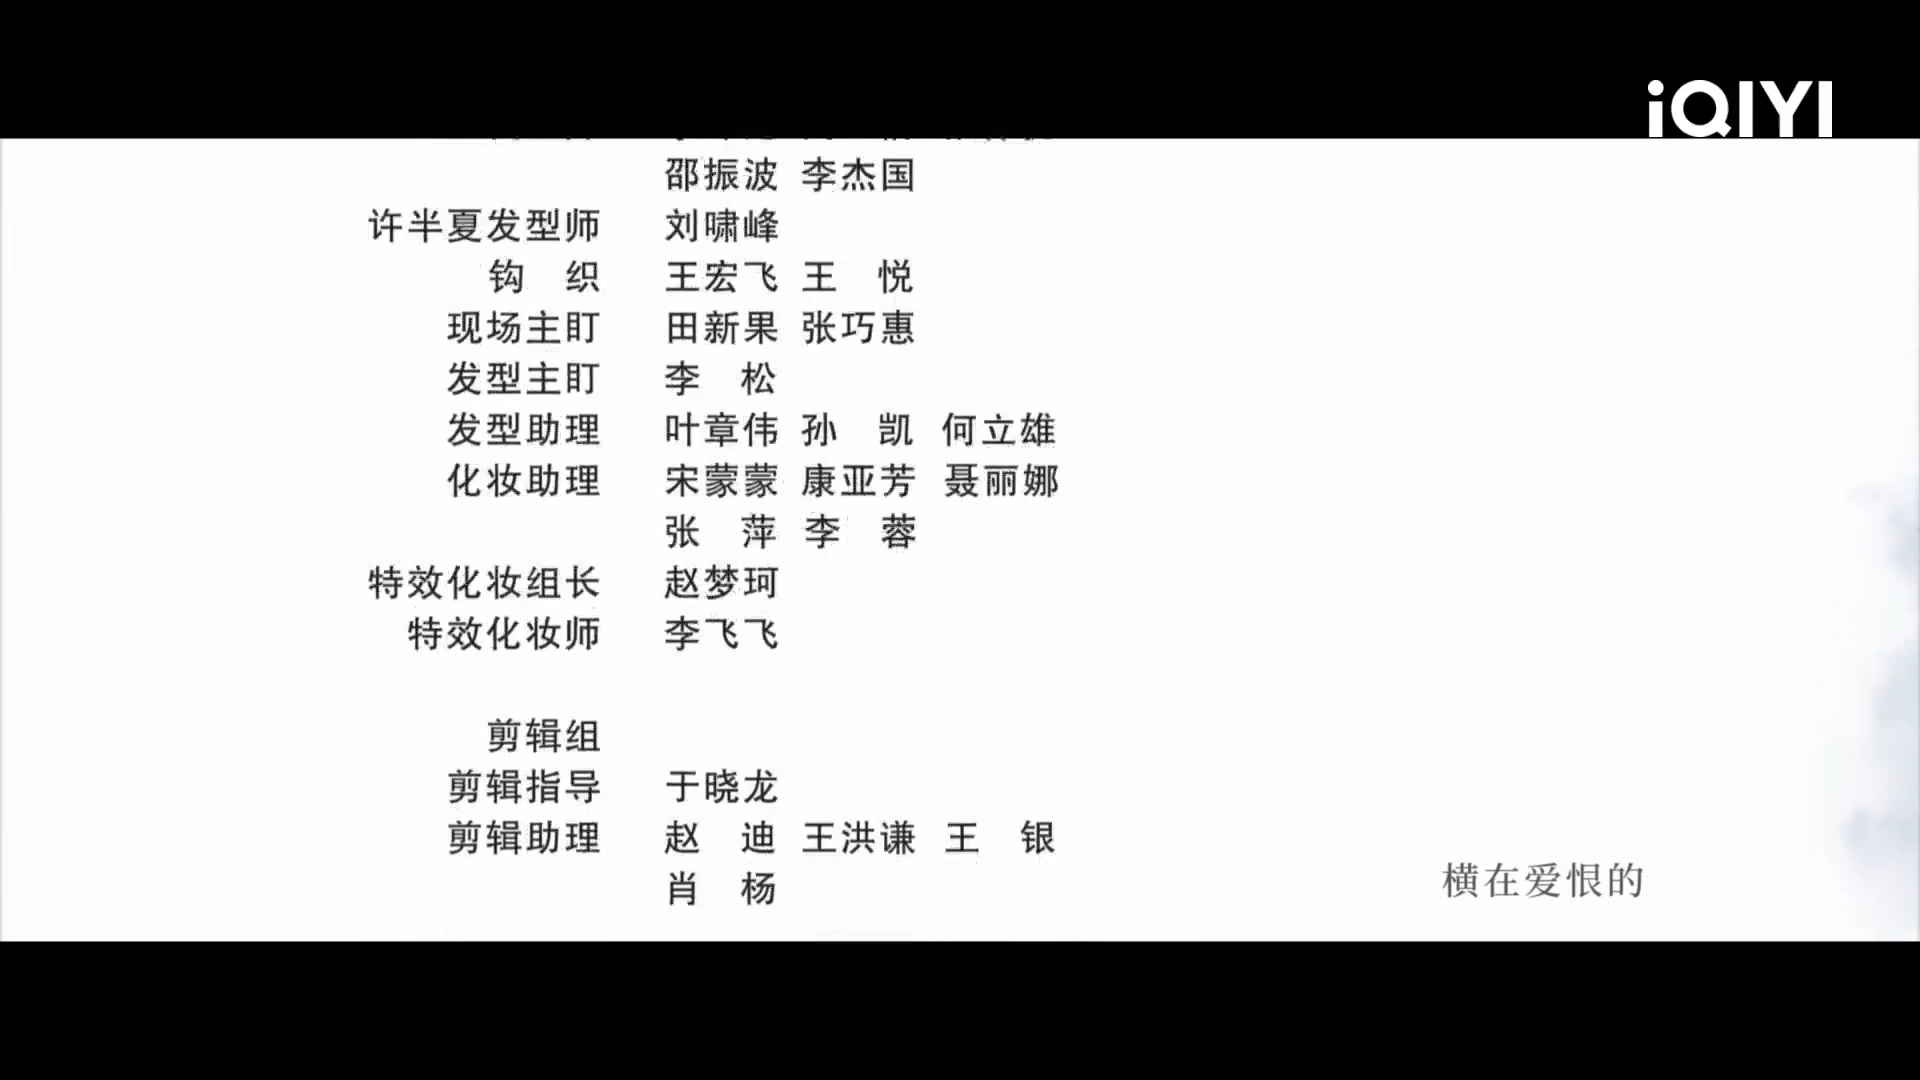 iQIYI
邵振波 李杰国
许半夏发型师 刘啸峰
钩 织 王宏飞 王 悦
现场主盯 田新果 张巧惠
发型主盯 李 松
发型助理 叶章伟 孙 凯 何立雄
化妆助理 宋蒙蒙 康亚芳 聂丽娜
张 萍 李 蓉
特效化妆组长 赵梦珂
特效化妆师 李飞飞
剪辑组
剪辑指导 于晓龙
剪辑助理 赵 迪 王洪谦 王 银
肖 杨
横在爱恨的